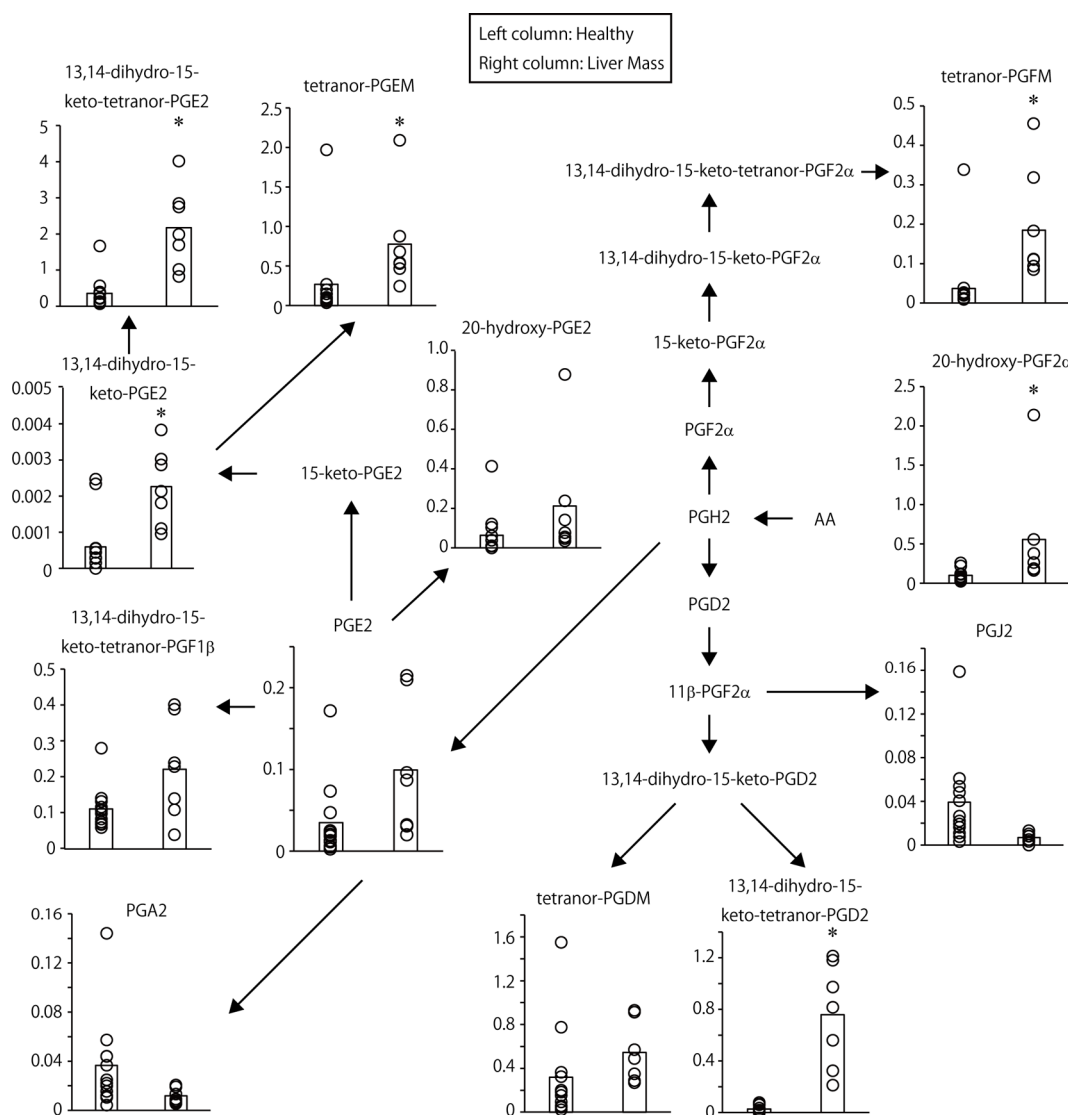 Left column: Healthy
Right column: Liver Mass
13,14-dihydro-15-
keto-tetranor-PGE2
*
5
4
3
2
1
0
tetranor-PGEM
*
2.5
2.0
1.5
1.0
0.5
0
tetranor-PGFM
*
0.5
0.4
0.3
0.2
0.1
0
13,14-dihydro-15-keto-tetranor-PGF2α
13,14-dihydro-15-keto-PGF2α
15-keto-PGF2α
PGF2α
PGH2
AA
PGD2
11β-PGF2α
13,14-dihydro-15-keto-PGD2
13,14-dihydro-15-
keto-PGE2
*
0.005
0.004
0.003
0.002
0.001
0
15-keto-PGE2
20-hydroxy-PGE2
1.0
0.8
0.6
0.4
0.2
0
20-hydroxy-PGF2α
*
2.5
2.0
1.5
1.0
0.5
0
13,14-dihydro-15-
keto-tetranor-PGF1β
0.5
0.4
0.3
0.2
0.1
0
PGE2
0.2
0.1
0
PGJ2
0.16
0.12
0.08
0.04
0
PGA2
0.16
0.12
0.08
0.04
0
tetranor-PGDM
1.6
1.2
0.8
0.4
0
13,14-dihydro-15-
keto-tetranor-PGD2
*
1.2
0.8
0.4
0